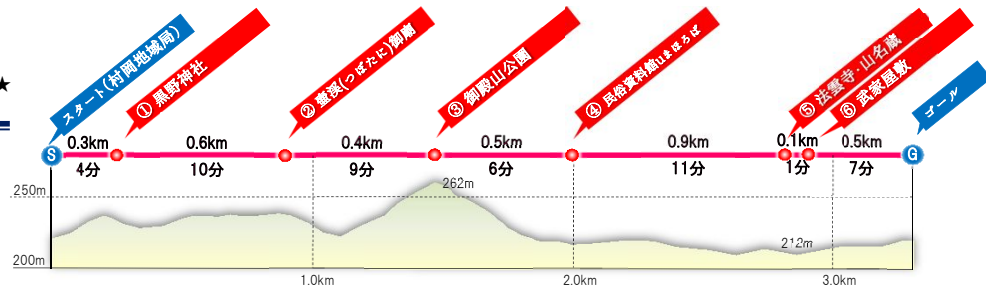 ★
スタート(村岡地域局)
① 黒野神社
② 壷渓(つぼたに)御廟
③ 御殿山公園
④ 民俗資料館uまほろば
⑤ 法雲寺・山名蔵
⑥ 武家屋敷
ゴール
0.3km 0.6km 0.4km 0.5km 0.9km 0.1km 0.5km
S G
4分 10分 9分 6分 11分 1分 7分
262m
250m
212m
200m
1.0km 2.0km 3.0km